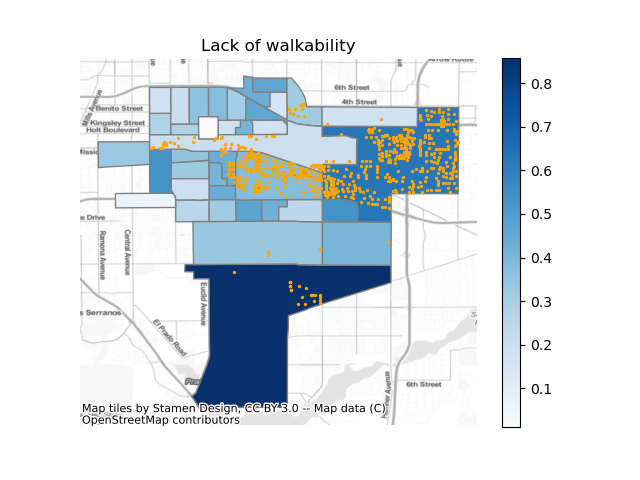 Lack of walkability
Arrow Route
6th Street
4th Street
Mills Avenue
Benito Street
Kingsley Street
Holt Boulevard
e Drive
Ramona Avenue
Central Avenue
s Serranos
El Prado Road
Euclid Avenue
6th Street
Map tiles by Stamen Design, CC BY 3.0 -- Map data (C)
OpenStreetMap contributors
0.8
0.7
0.6
0.5
0.4
0.3
0.2
0.1